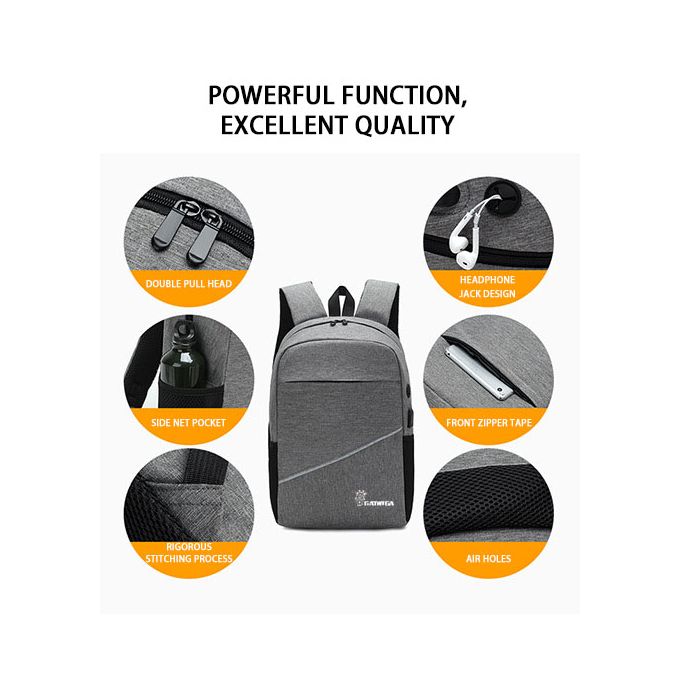 POWERFUL FUNCTION,
EXCELLENT QUALITY
DOUBLE PULL HEAD
HEADPHONE
JACK DESIGN
SIDE NET POCKET
FRONT ZIPPER TAPE
RIGOROUS
STITCHING PROCESS
AIR HOLES